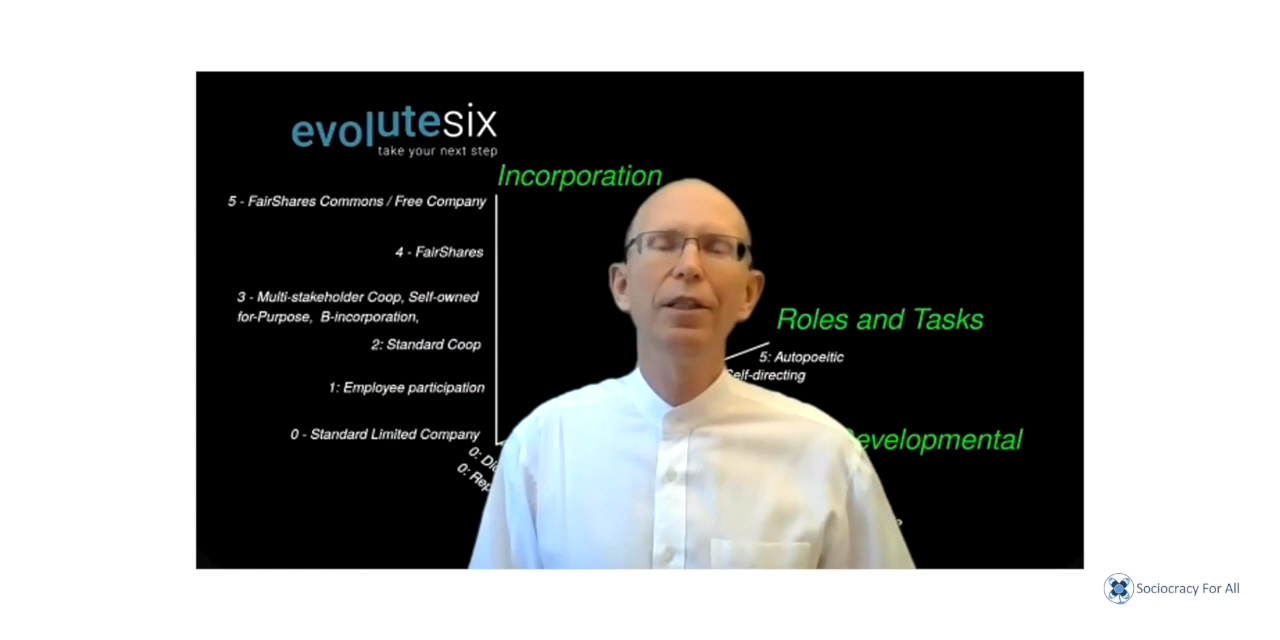 evolutesix
take your next step
Incorporation
5 - FairShares Commons / Free Company
4 - FairShares
3 - Multi-stakeholder Coop, Self-owned
for-Purpose, B-incorporation,
2: Standard Coop
1: Employee participation
0 - Standard Limited Company
0:
0:
Roles and Tasks
5: Autopoeitic
Self-directing
Developmental
Sociocracy For All